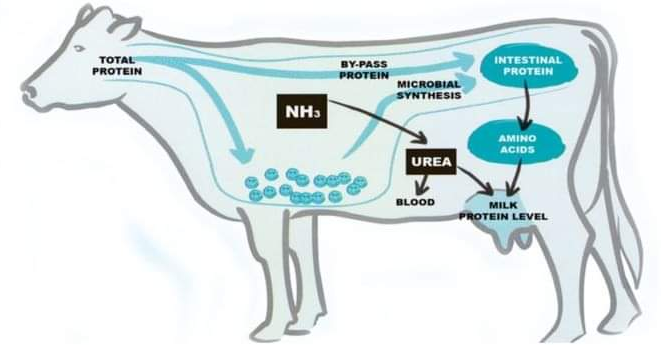 TOTAL
PROTEIN
BY-PASS
PROTEIN
MICROBIAL
SYNTHESIS
INTESTINAL
PROTEIN
NH₃
AMINO
ACIDS
UREA
BLOOD
MILK
PROTEIN LEVEL